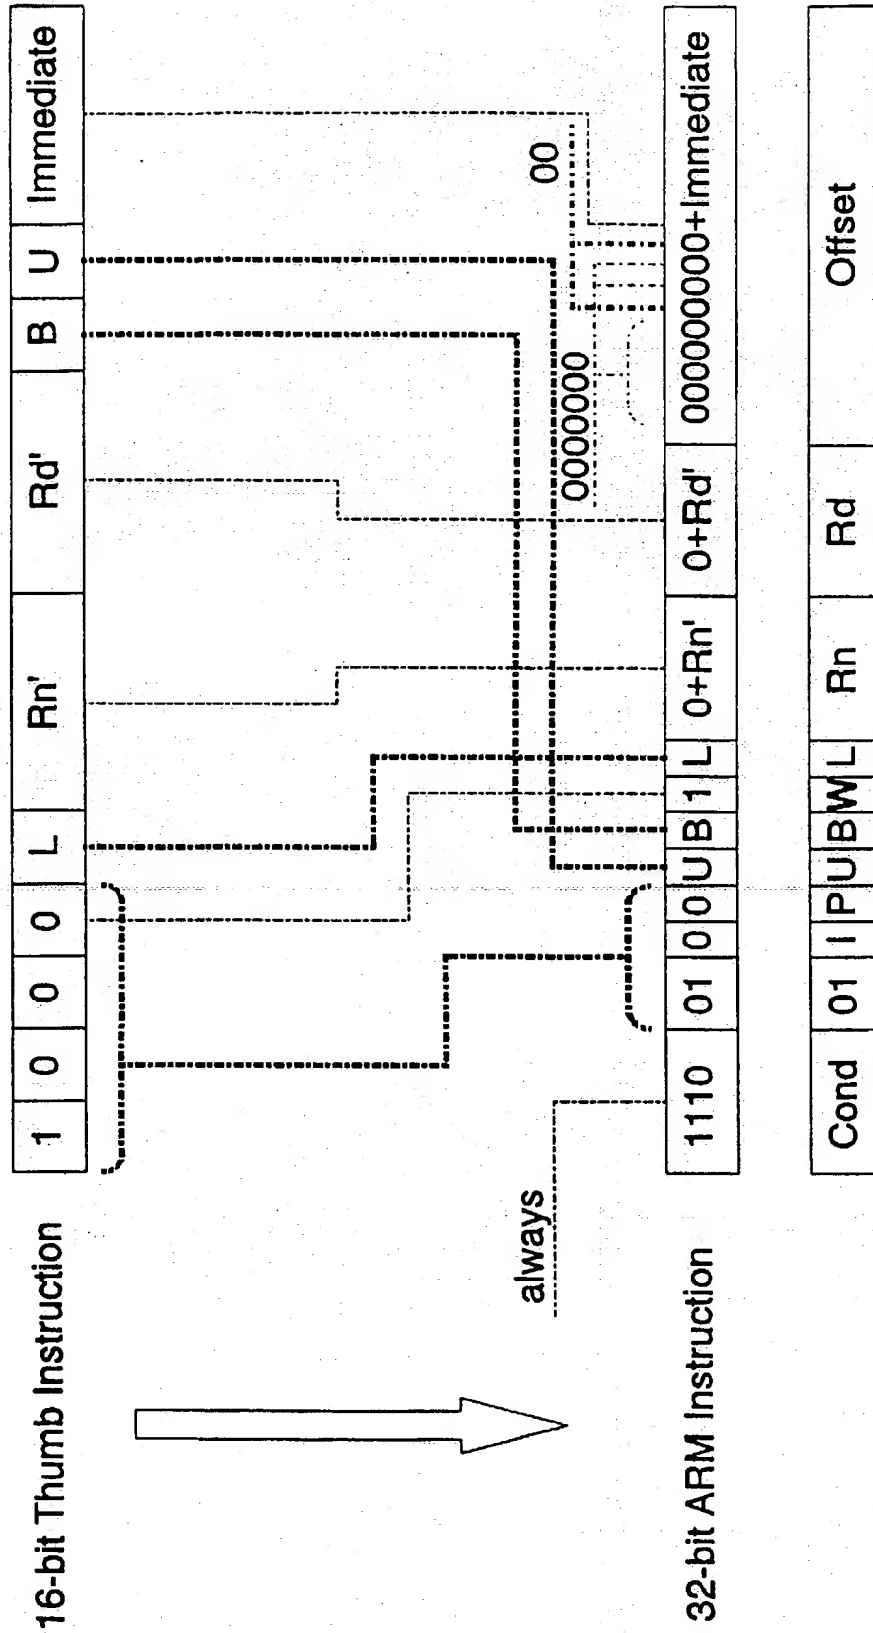 16-bit Thumb Instruction
1 0 0 0 L Rn' Rd' B U Immediate
always
0000000
00
32-bit ARM Instruction
1110 01 0 0 U B 1 L 0+Rn' 0+Rd' 000000000+Immediate
Cond 01 I P U B W L Rn Rd Offset